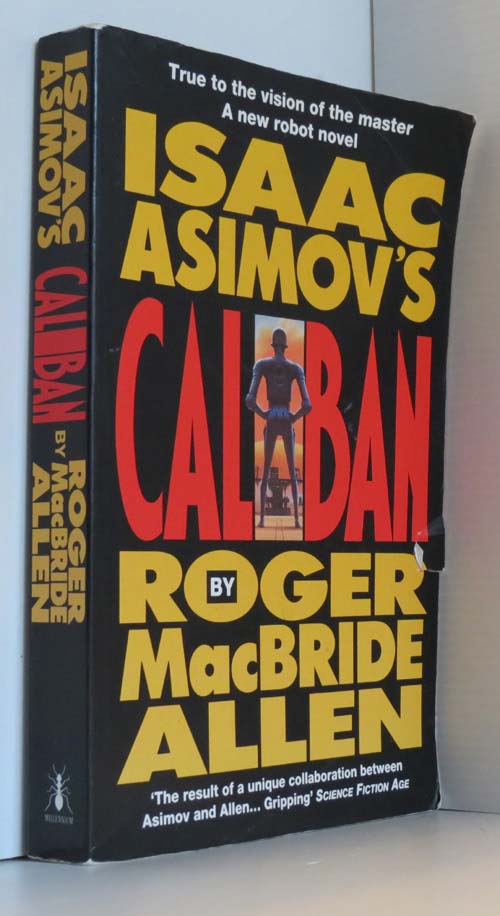 True to the vision of the master
A new robot novel
ISAAC
ASIMOV'S
CALIBAN
BY
ROGER
MacBRIDE
ALLEN
'The result of a unique collaboration between
Asimov and Allen... Gripping' SCIENCE FICTION AGE
ISAAC
ASIMOV'S
CALIBAN
BY
ROGER
MacBRIDE
ALLEN
MILLENNIUM